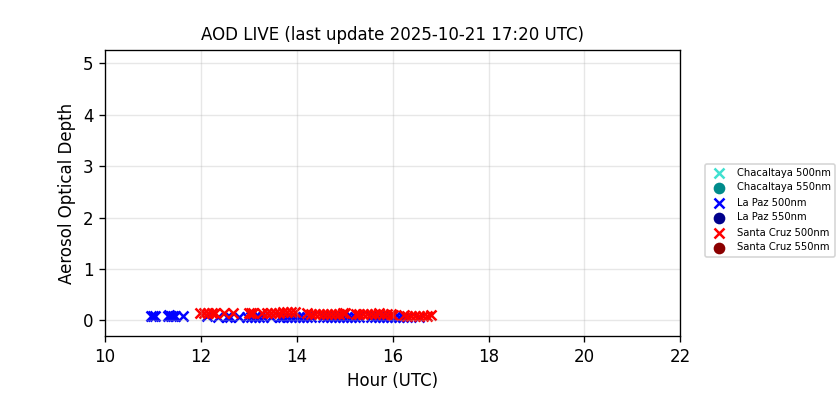 AOD LIVE (last update 2025-10-21 17:20 UTC)
5
4
3
2
1
0
Aerosol Optical Depth
10 12 14 16 18 20 22
Hour (UTC)
Chacaltaya 500nm
Chacaltaya 550nm
La Paz 500nm
La Paz 550nm
Santa Cruz 500nm
Santa Cruz 550nm